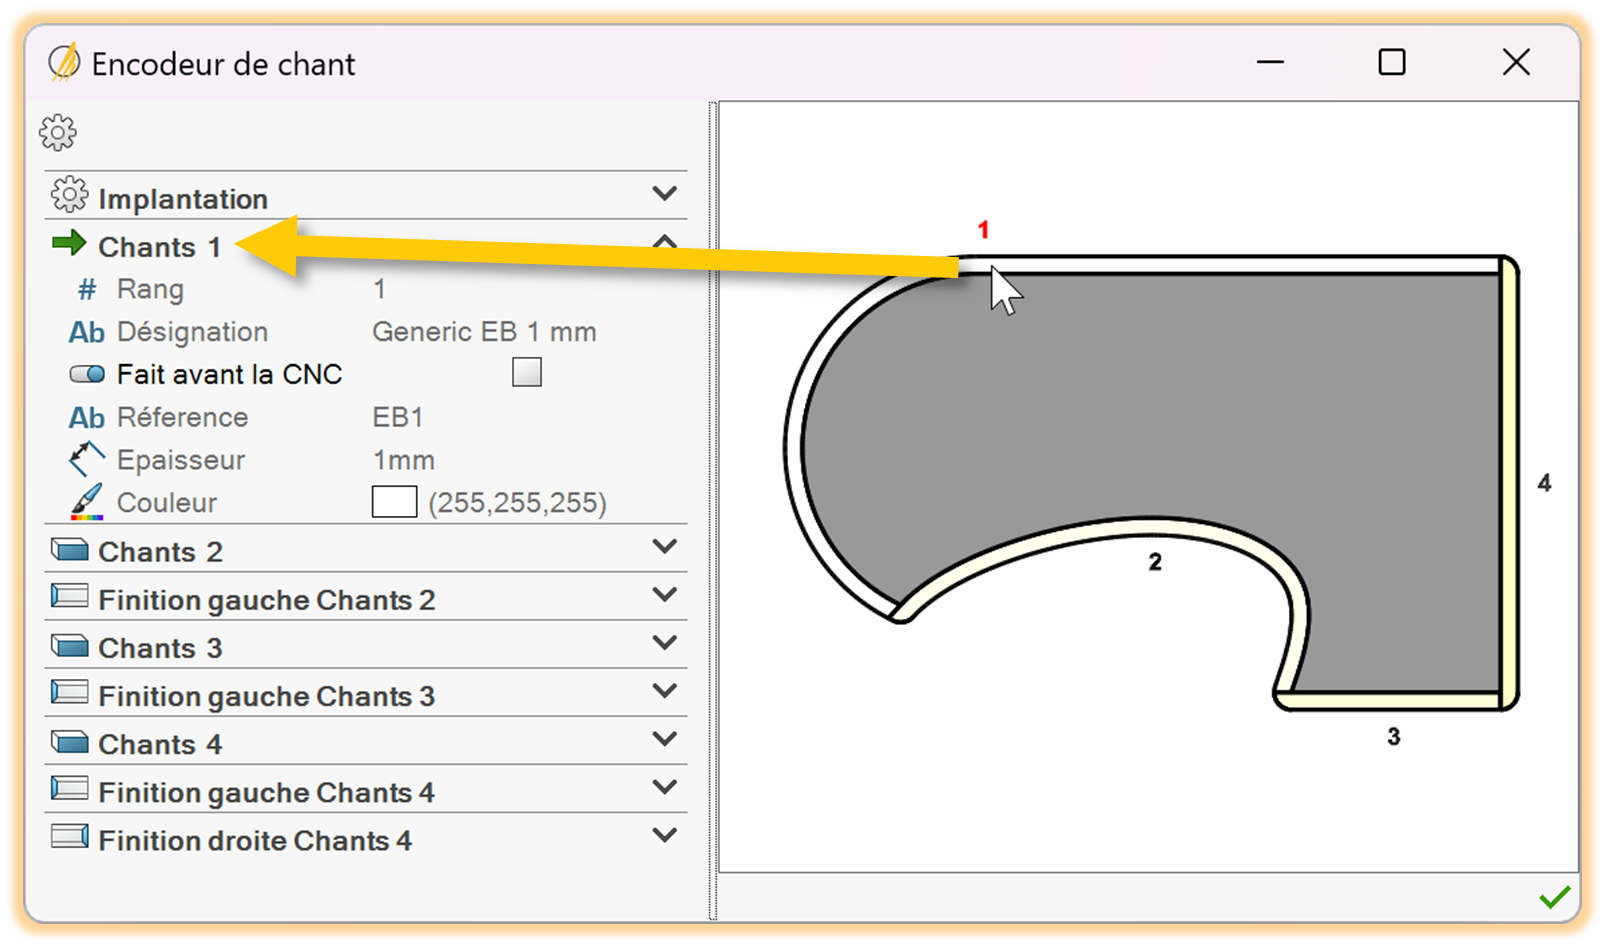 Encodeur de chant
Implantation
Chants 1
# Rang 1
Ab Désignation Generic EB 1 mm
Fait avant la CNC
Ab Réference EB1
Epaisseur 1mm
Couleur (255,255,255)
Chants 2
Finition gauche Chants 2
Chants 3
Finition gauche Chants 3
Chants 4
Finition gauche Chants 4
Finition droite Chants 4
1
4
2
3